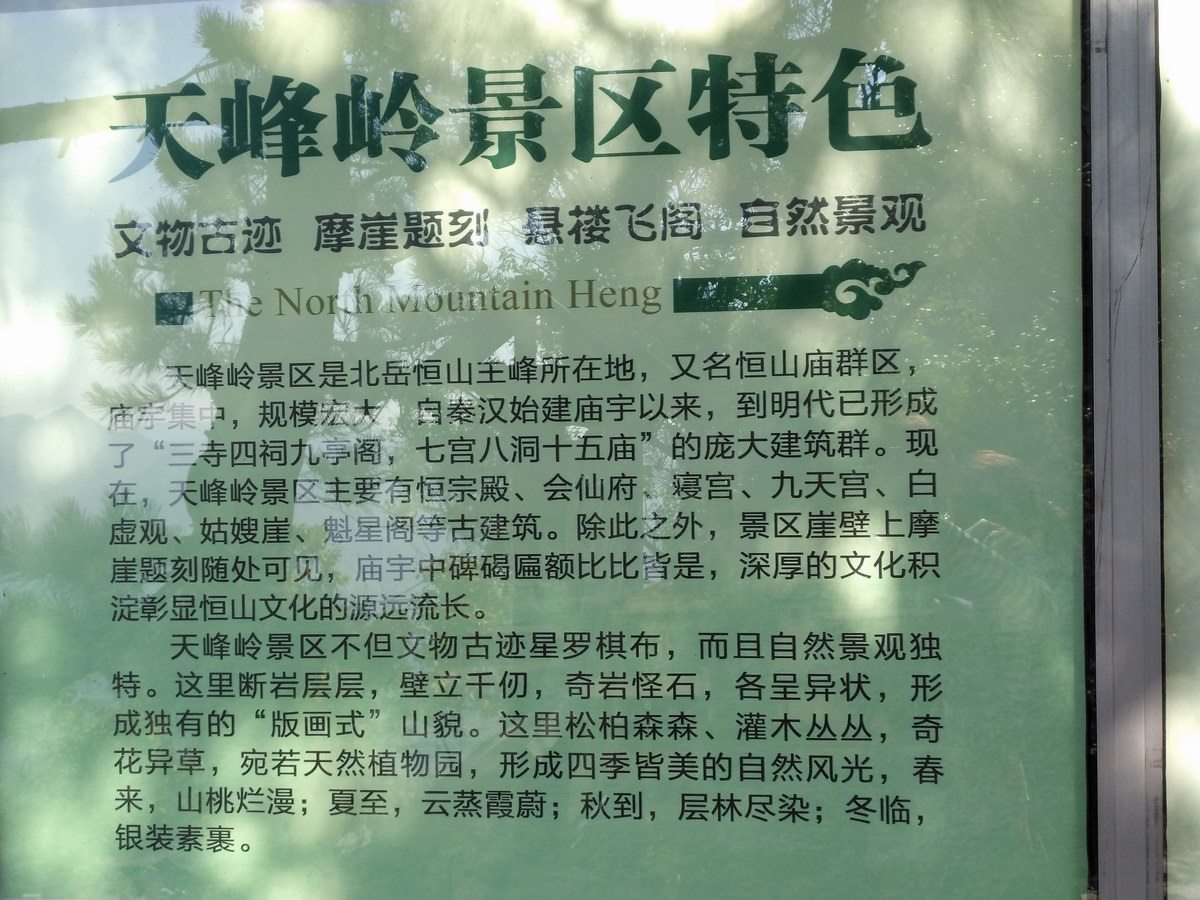 天峰岭景区特色
文物古迹 摩崖题刻 悬楼飞阁 自然景观
The North Mountain Heng
天峰岭景区是北岳恒山主峰所在地，又名恒山庙群区，
庙宇集中，规模宏大，自秦汉始建庙宇以来，到明代已形成
了“三寺四祠九亭阁，七宫八洞十五庙”的庞大建筑群。现
在，天峰岭景区主要有恒宗殿、会仙府、寝宫、九天宫、白
虚观、姑嫂崖、魁星阁等古建筑。除此之外，景区崖壁上摩
崖题刻随处可见，庙宇中碑碣匾额比比皆是，深厚的文化积
淀彰显恒山文化的源远流长。
天峰岭景区不但文物古迹星罗棋布，而且自然景观独
特。这里断岩层层，壁立千仞，奇岩怪石，各呈异状，形
成独有的“版画式”山貌。这里松柏森森、灌木丛丛，奇
花异草，宛若天然植物园，形成四季皆美的自然风光，春
来，山桃烂漫；夏至，云蒸霞蔚；秋到，层林尽染；冬临，
银装素裹。